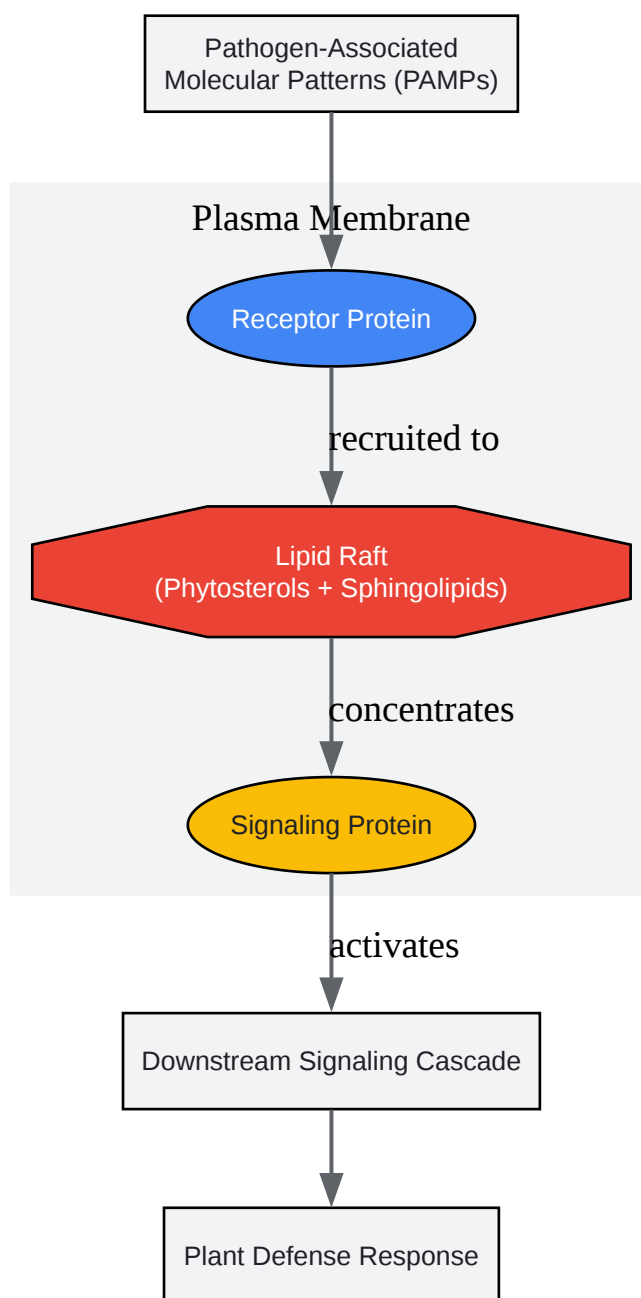 Pathogen-Associated
Molecular Patterns (PAMPs)
Plasma Membrane
Receptor Protein
recruited to
Lipid Raft
(Phytosterols + Sphingolipids)
concentrates
Signaling Protein
activates
Downstream Signaling Cascade
Plant Defense Response